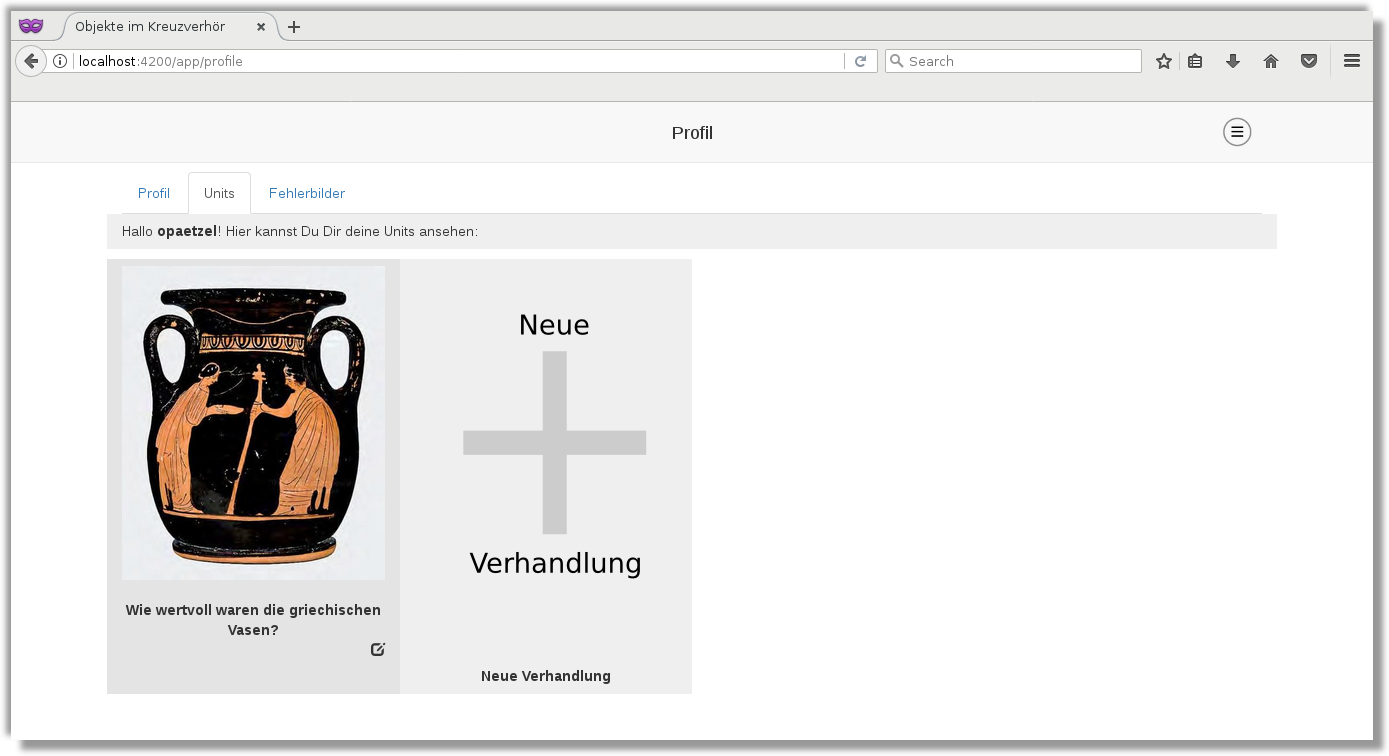 Objekte im Kreuzverhör
localhost:4200/app/profile
Search
Profil
Profil Units Fehlerbilder
Hallo opaetzel! Hier kannst Du Dir deine Units ansehen:
Neue
Verhandlung
Wie wertvoll waren die griechischen
Vasen?
Neue Verhandlung